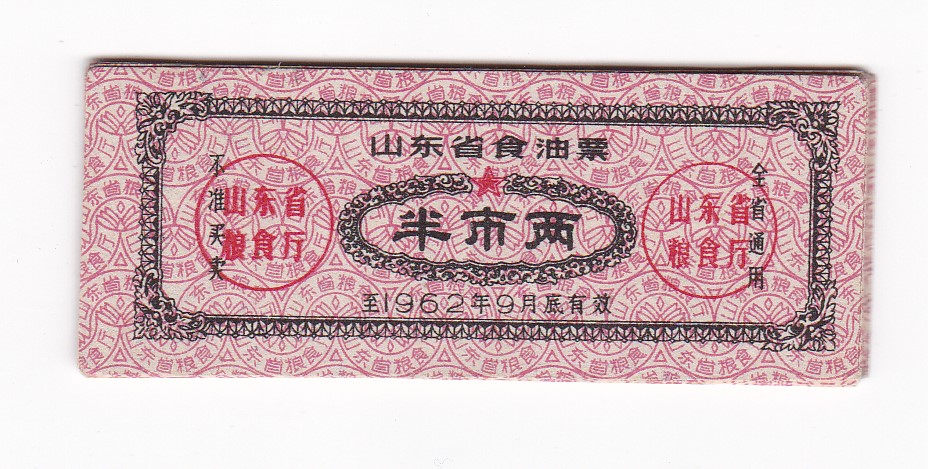 山东省食油票
不准买卖
山东省
粮食厅
半市两
山东省
粮食厅
全省通用
至1962年9月底有效